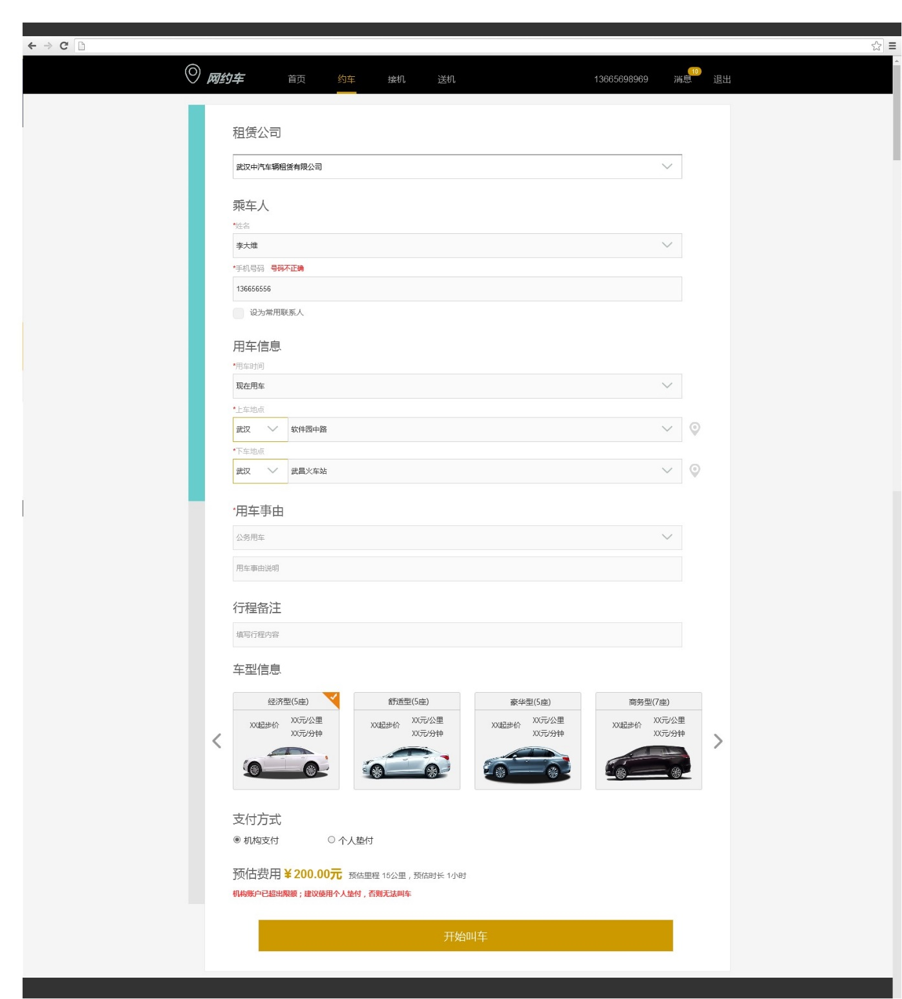 网约车 首页 约车 接机 送机 13665698969 消息 10 退出
租赁公司
武汉中汽车辆租赁有限公司
乘车人
*姓名
李大维
*手机号码 号码不正确
136656556
设为常用联系人
用车信息
*用车时间
现在用车
*上车地点
武汉 软件园中路
*下车地点
武汉 武昌火车站
*用车事由
公务用车
用车事由说明
行程备注
填写行程内容
车型信息
经济型(5座) 舒适型(5座) 豪华型(5座) 商务型(7座)
XX起步价 XX元/公里 XX起步价 XX元/公里 XX起步价 XX元/公里 XX起步价 XX元/公里
XX元/分钟 XX元/分钟 XX元/分钟 XX元/分钟
支付方式
机构支付 个人垫付
预估费用¥200.00元 预估里程 15公里，预估时长 1小时
机构账户已超出限额；建议使用个人垫付，否则无法叫车
开始叫车